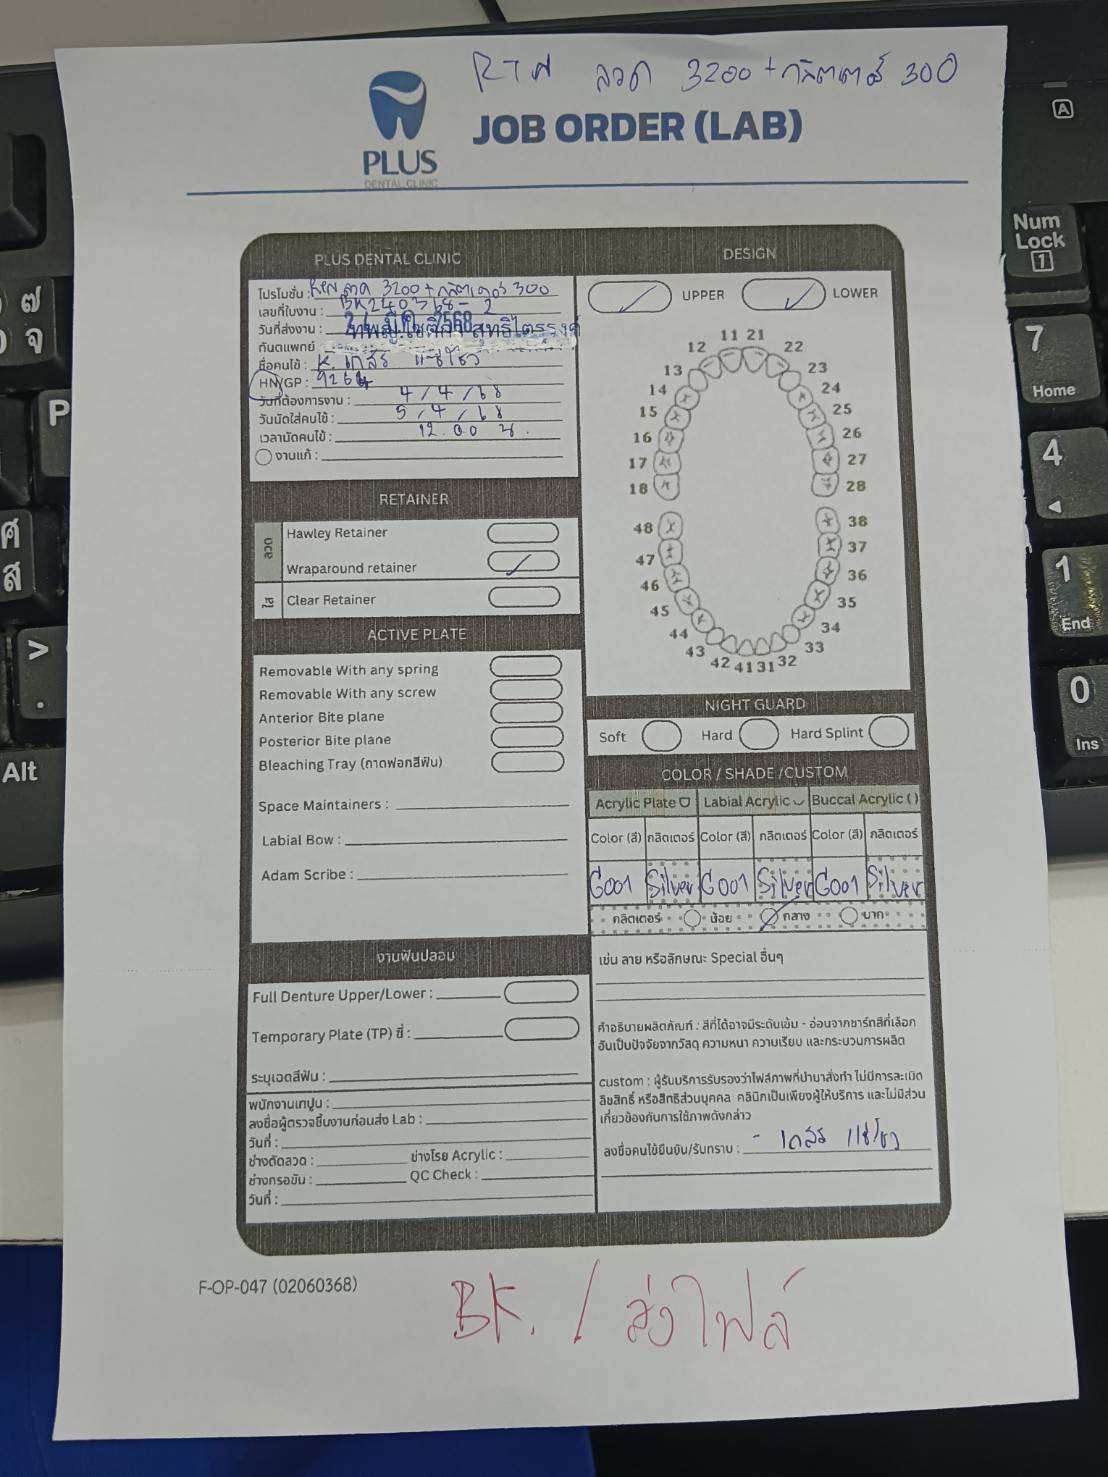 RTN ลวด 3200 + กลิตเตอร์ 300
PLUS
DENTAL CLINIC
JOB ORDER (LAB)
PLUS DENTAL CLINIC
โปรโมชั่น : RTN ลวด 3200 + กลิตเตอร์ 300
เลขที่ใบงาน : BK240368-2
วันที่ส่งงาน :
ทันตแพทย์
ชื่อคนไข้ : K. เกสร
HN/GP : 9264
วันที่ต้องการงาน : 4/4/68
วันนัดใส่คนไข้ : 5/4/68
เวลานัดคนไข้ : 12.00 น.
งานแก้ :
RETAINER
ลวด
Hawley Retainer
Wraparound retainer
ใส
Clear Retainer
ACTIVE PLATE
Removable With any spring
Removable With any screw
Anterior Bite plane
Posterior Bite plane
Bleaching Tray (ถาดฟอกสีฟัน)
Space Maintainers :
Labial Bow :
Adam Scribe :
งานฟันปลอม
Full Denture Upper/Lower :
Temporary Plate (TP) ซี่ :
ระบุเฉดสีฟัน :
พนักงานเทปูน :
ลงชื่อผู้ตรวจชิ้นงานก่อนส่ง Lab :
วันที่ :
ช่างดัดลวด : ช่างโรย Acrylic :
ช่างกรอขัน : QC Check :
วันที่ :
DESIGN
UPPER LOWER
11 21
12 22
13 23
14 24
15 25
16 26
17 27
18 28
48 38
47 37
46 36
45 35
44 34
43 33
42 41 31 32
NIGHT GUARD
Soft Hard Hard Splint
COLOR / SHADE /CUSTOM
Acrylic Plate Labial Acrylic Buccal Acrylic ( )
Color (สี) กลิตเตอร์ Color (สี) กลิตเตอร์ Color (สี) กลิตเตอร์
G001 Silver G001 Silver G001 Silver
กลิตเตอร์ น้อย กลาง มาก
เช่น ลาย หรือลักษณะ Special อื่นๆ
คำอธิบายผลิตภัณฑ์ : สีที่ได้อาจมีระดับเข้ม - อ่อนจากชาร์ทสีที่เลือก
อันเป็นปัจจัยจากวัสดุ ความหนา ความเรียบ และกระบวนการผลิต
custom : ผู้รับบริการรับรองว่าไฟล์ภาพที่นำมาสั่งทำ ไม่มีการละเมิด
ลิขสิทธิ์ หรือสิทธิส่วนบุคคล คลินิกเป็นเพียงผู้ให้บริการ และไม่มีส่วน
เกี่ยวข้องกับการใช้ภาพดังกล่าว
ลงชื่อคนไข้ยืนยัน/รับทราบ : - เกสร
F-OP-047 (02060368)
BK. / ส่งไฟล์
Num
Lock
1
A
7
Home
4
1
End
0
Ins
P
Alt
>
.
ศ
ส